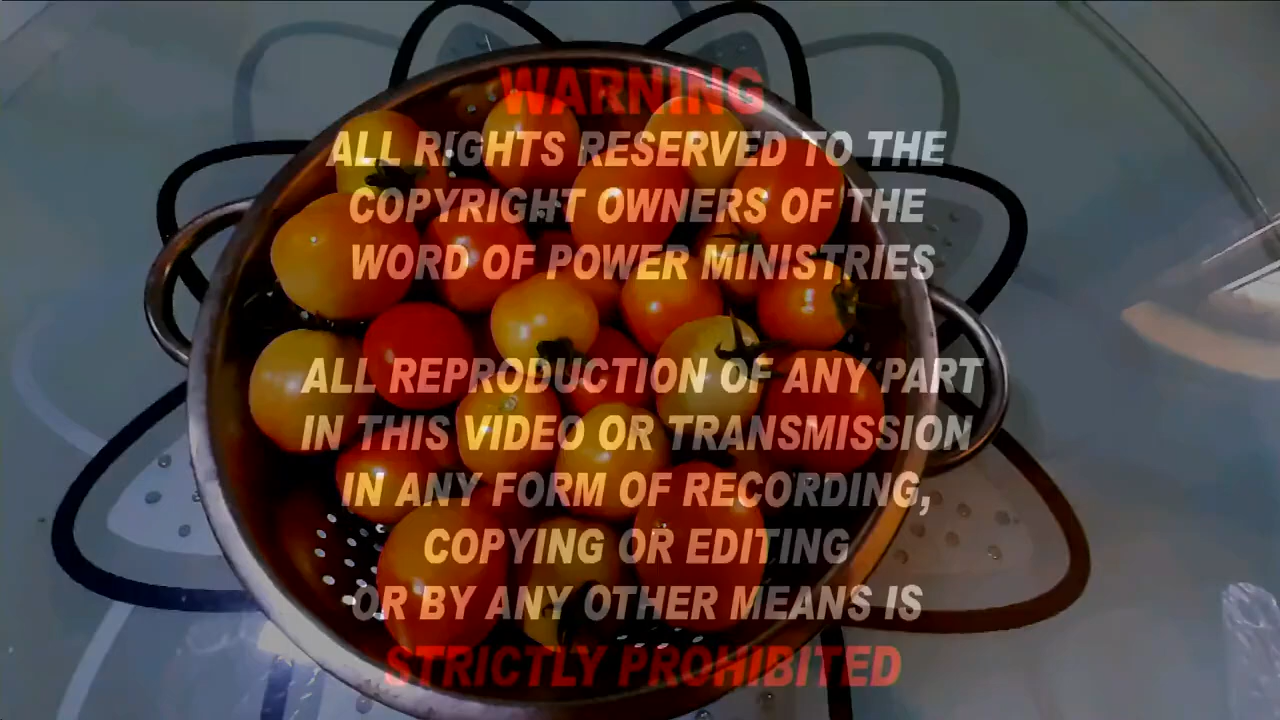 WARNING
ALL RIGHTS RESERVED TO THE
COPYRIGHT OWNERS OF THE
WORD OF POWER MINISTRIES
ALL REPRODUCTION OF ANY PART
IN THIS VIDEO OR TRANSMISSION
IN ANY FORM OF RECORDING,
COPYING OR EDITING
OR BY ANY OTHER MEANS IS
STRICTLY PROHIBITED